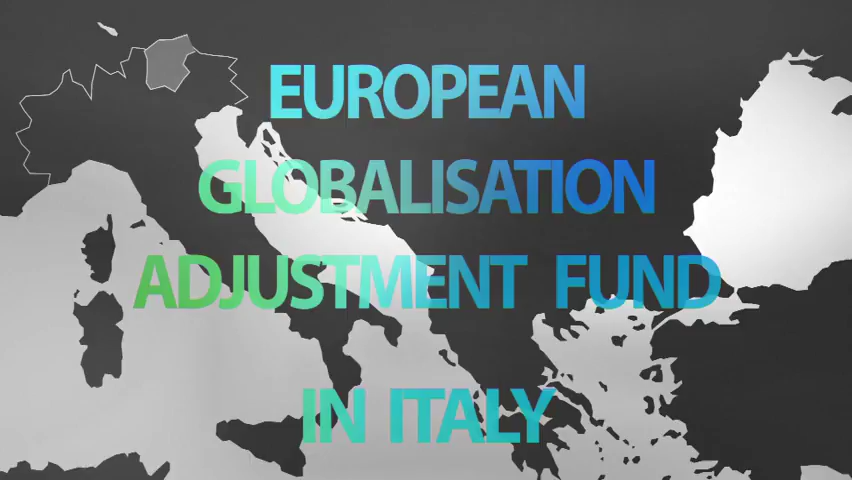 EUROPEAN
GLOBALISATION
ADJUSTMENT FUND
IN ITALY